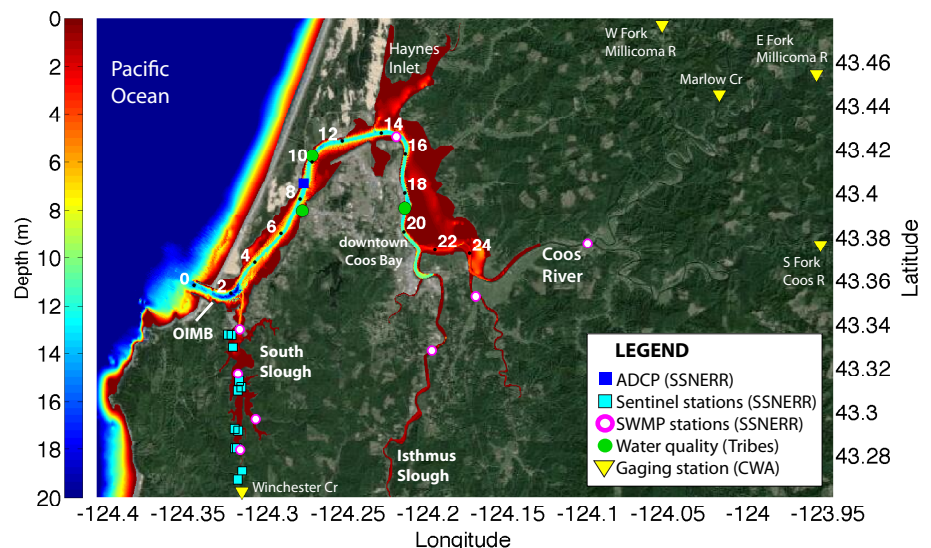 0
2
4
6
8
10
12
14
16
18
20
Depth (m)
Pacific
Ocean
Haynes
Inlet
W Fork
Millicoma R
E Fork
Millicoma R
Marlow Cr
S Fork
Coos R
0
2
4
6
8
10
12
14
16
18
20
22
24
downtown
Coos Bay
Coos
River
OIMB
South
Slough
Isthmus
Slough
Winchester Cr
LEGEND
ADCP (SSNERR)
Sentinel stations (SSNERR)
SWMP stations (SSNERR)
Water quality (Tribes)
Gaging station (CWA)
43.46
43.44
43.42
43.4
43.38
43.36
43.34
43.32
43.3
43.28
Latitude
-124.4 -124.35 -124.3 -124.25 -124.2 -124.15 -124.1 -124.05 -124 -123.95
Longitude